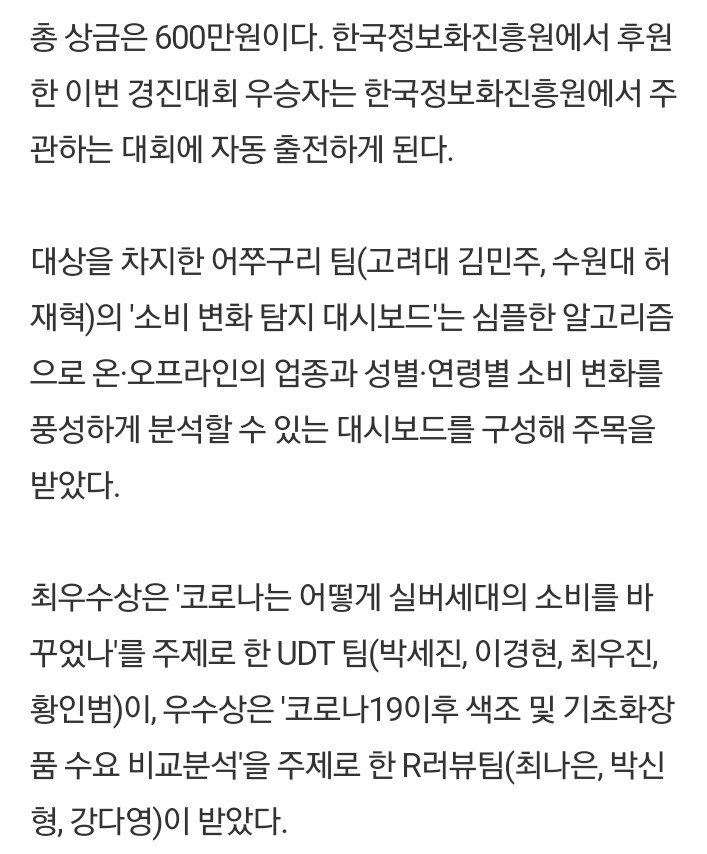 총 상금은 600만원이다. 한국정보화진흥원에서 후원
한 이번 경진대회 우승자는 한국정보화진흥원에서 주
관하는 대회에 자동 출전하게 된다.
대상을 차지한 어쭈구리 팀(고려대 김민주, 수원대 허
재혁)의 '소비 변화 탐지 대시보드'는 심플한 알고리즘
으로 온·오프라인의 업종과 성별·연령별 소비 변화를
풍성하게 분석할 수 있는 대시보드를 구성해 주목을
받았다.
최우수상은 '코로나는 어떻게 실버세대의 소비를 바
꾸었나'를 주제로 한 UDT 팀(박세진, 이경현, 최우진,
황인범)이, 우수상은 '코로나19이후 색조 및 기초화장
품 수요 비교분석'을 주제로 한 R러뷰팀(최나은, 박신
형, 강다영)이 받았다.